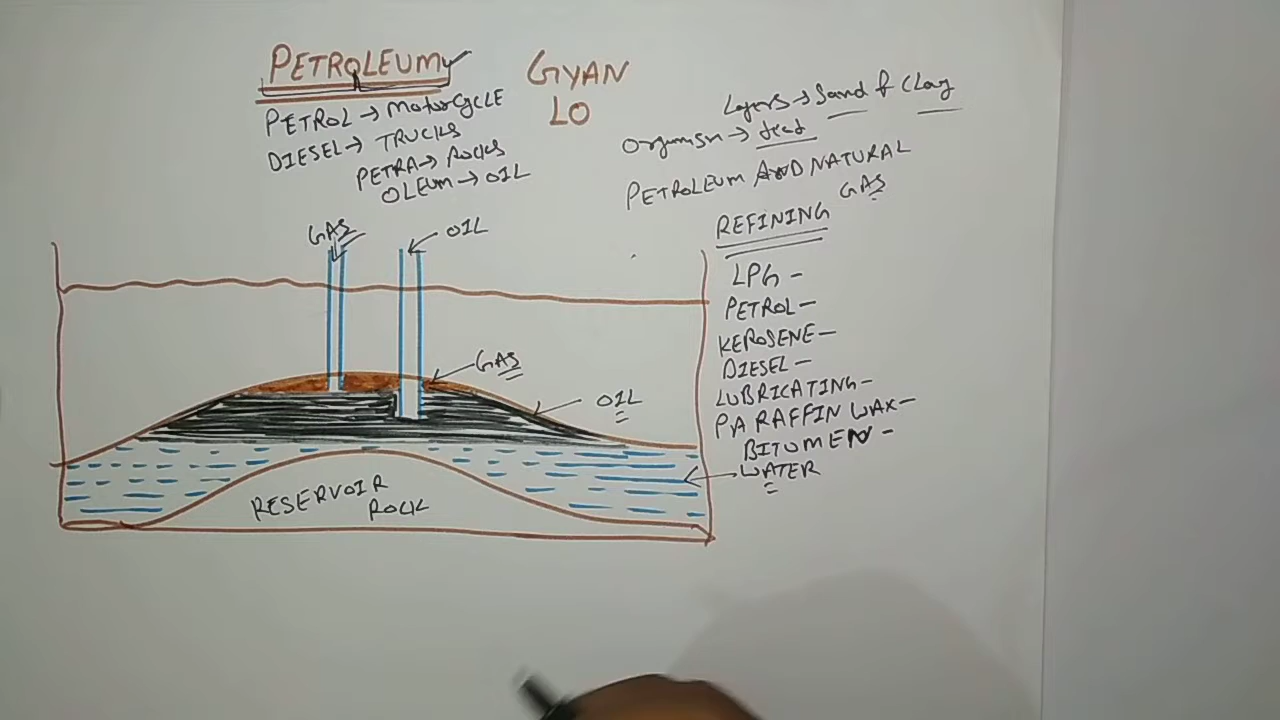 PETROLEUM
PETROL → MOTORCYCLE
DIESEL → TRUCKS
PETRA → ROCKS
OLEUM → OIL
GYAN
LO
Layers → Sand & Clay
Organism → dead
PETROLEUM AND NATURAL
GAS
REFINING
LPG -
PETROL -
KEROSENE -
DIESEL -
LUBRICATING -
PARAFFIN WAX -
BITUMEN -
WATER
GAS
OIL
GAS
OIL
RESERVOIR
ROCK